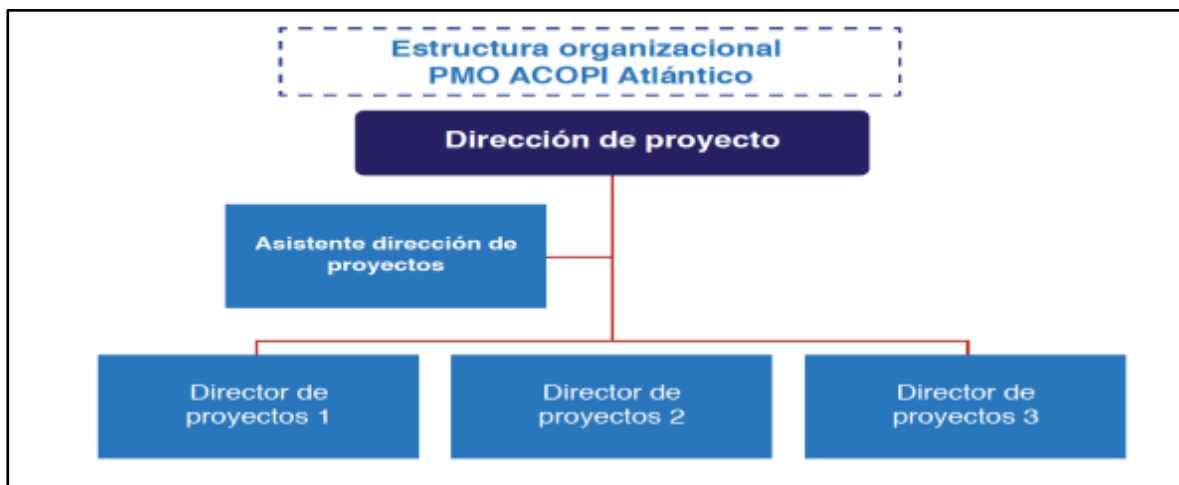 Estructura organizacional
PMO ACOPI Atlántico
Dirección de proyecto
Asistente dirección de
proyectos
Director de
proyectos 1
Director de
proyectos 2
Director de
proyectos 3